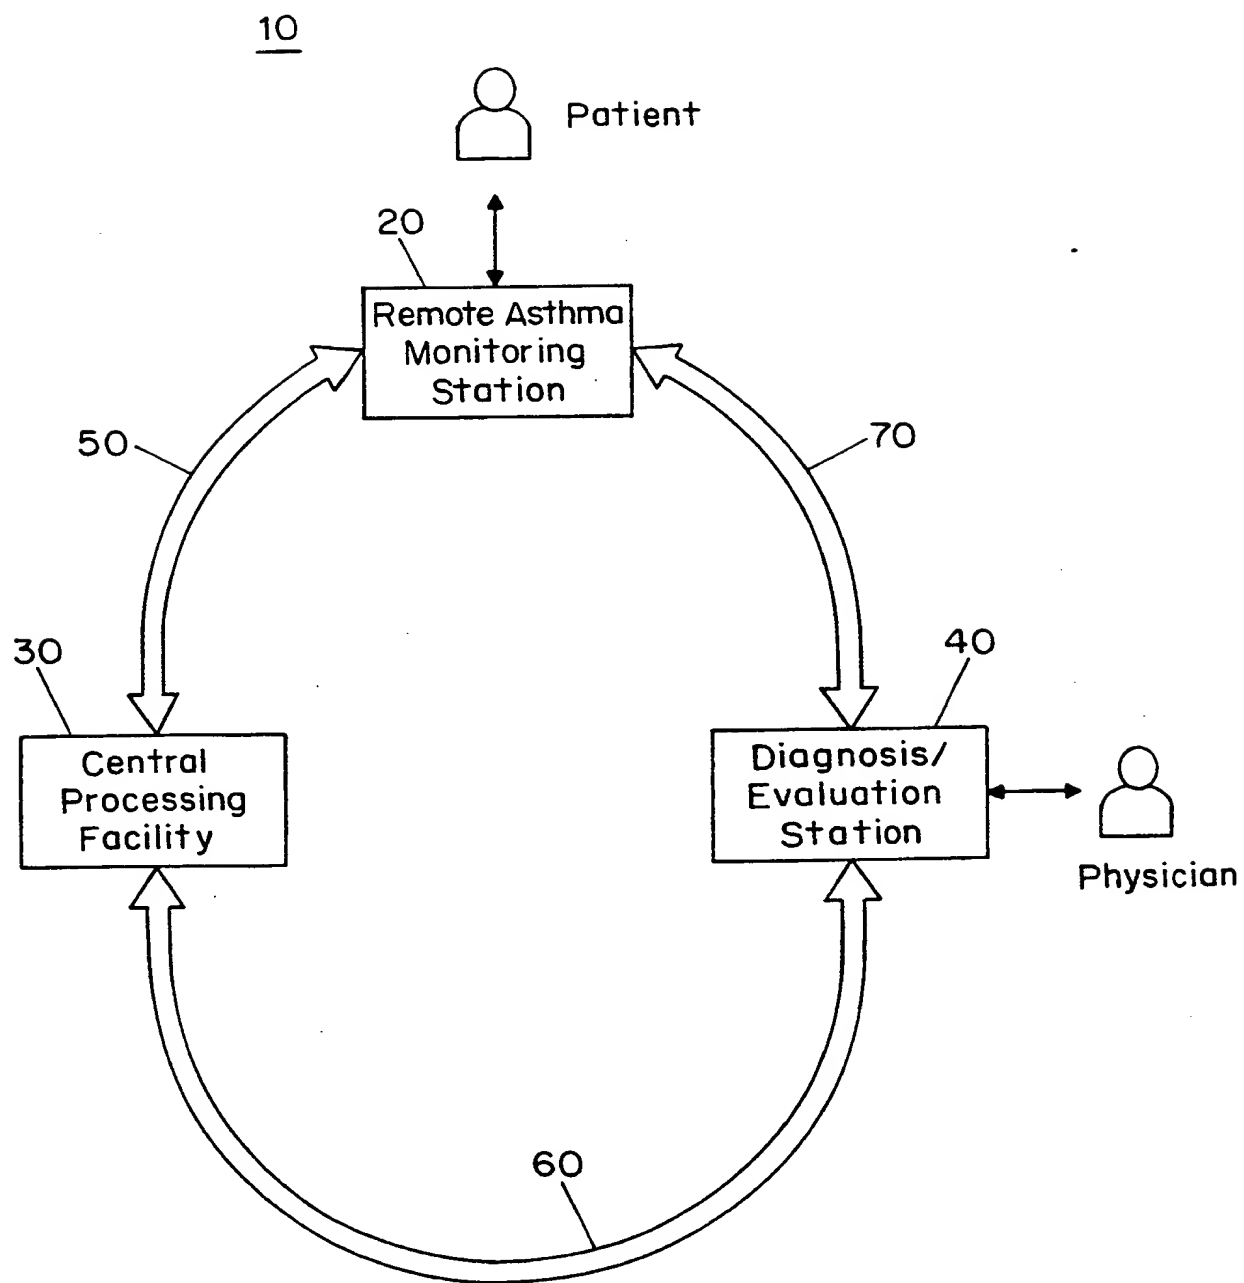 10
Patient
20
Remote Asthma
Monitoring
Station
50
70
30
40
Central
Processing
Facility
Diagnosis/
Evaluation
Station
Physician
60